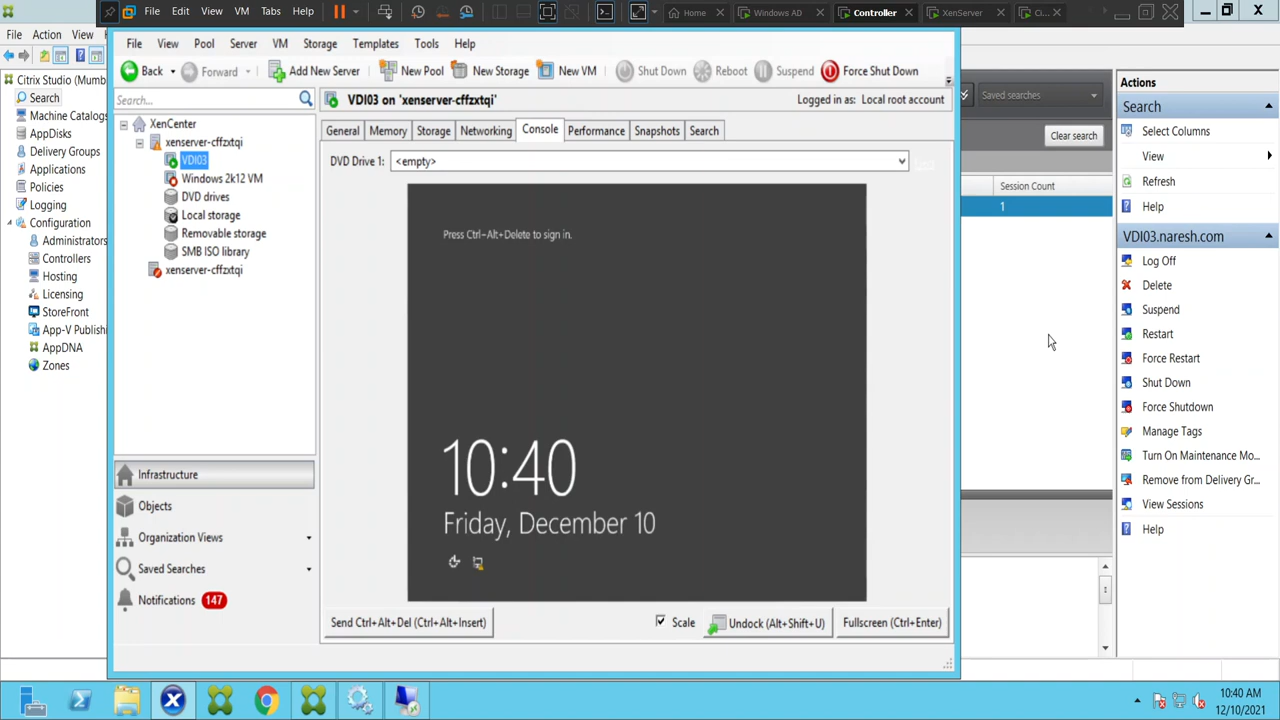 File Edit View VM Tabs Help
Home
Windows AD
Controller
XenServer
Ci...
File Action View
File View Pool Server VM Storage Templates Tools Help
Back Forward Add New Server New Pool New Storage New VM Shut Down Reboot Suspend Force Shut Down
Citrix Studio (Mumb
Search
Machine Catalogs
AppDisks
Delivery Groups
Applications
Policies
Logging
Configuration
Administrators
Controllers
Hosting
Licensing
StoreFront
App-V Publishi
AppDNA
Zones
Search...
XenCenter
xenserver-cffzxtqi
VDI03
Windows 2k12 VM
DVD drives
Local storage
Removable storage
SMB ISO library
xenserver-cffzxtqi
Infrastructure
Objects
Organization Views
Saved Searches
Notifications 147
VDI03 on 'xenserver-cffzxtqi'
Logged in as: Local root account
General Memory Storage Networking Console Performance Snapshots Search
DVD Drive 1: <empty>
Press Ctrl+Alt+Delete to sign in.
10:40
Friday, December 10
Send Ctrl+Alt+Del (Ctrl+Alt+Insert)
Scale
Undock (Alt+Shift+U)
Fullscreen (Ctrl+Enter)
Saved searches
Clear search
Session Count
1
Actions
Search
Select Columns
View
Refresh
Help
VDI03.naresh.com
Log Off
Delete
Suspend
Restart
Force Restart
Shut Down
Force Shutdown
Manage Tags
Turn On Maintenance Mo...
Remove from Delivery Gr...
View Sessions
Help
10:40 AM
12/10/2021